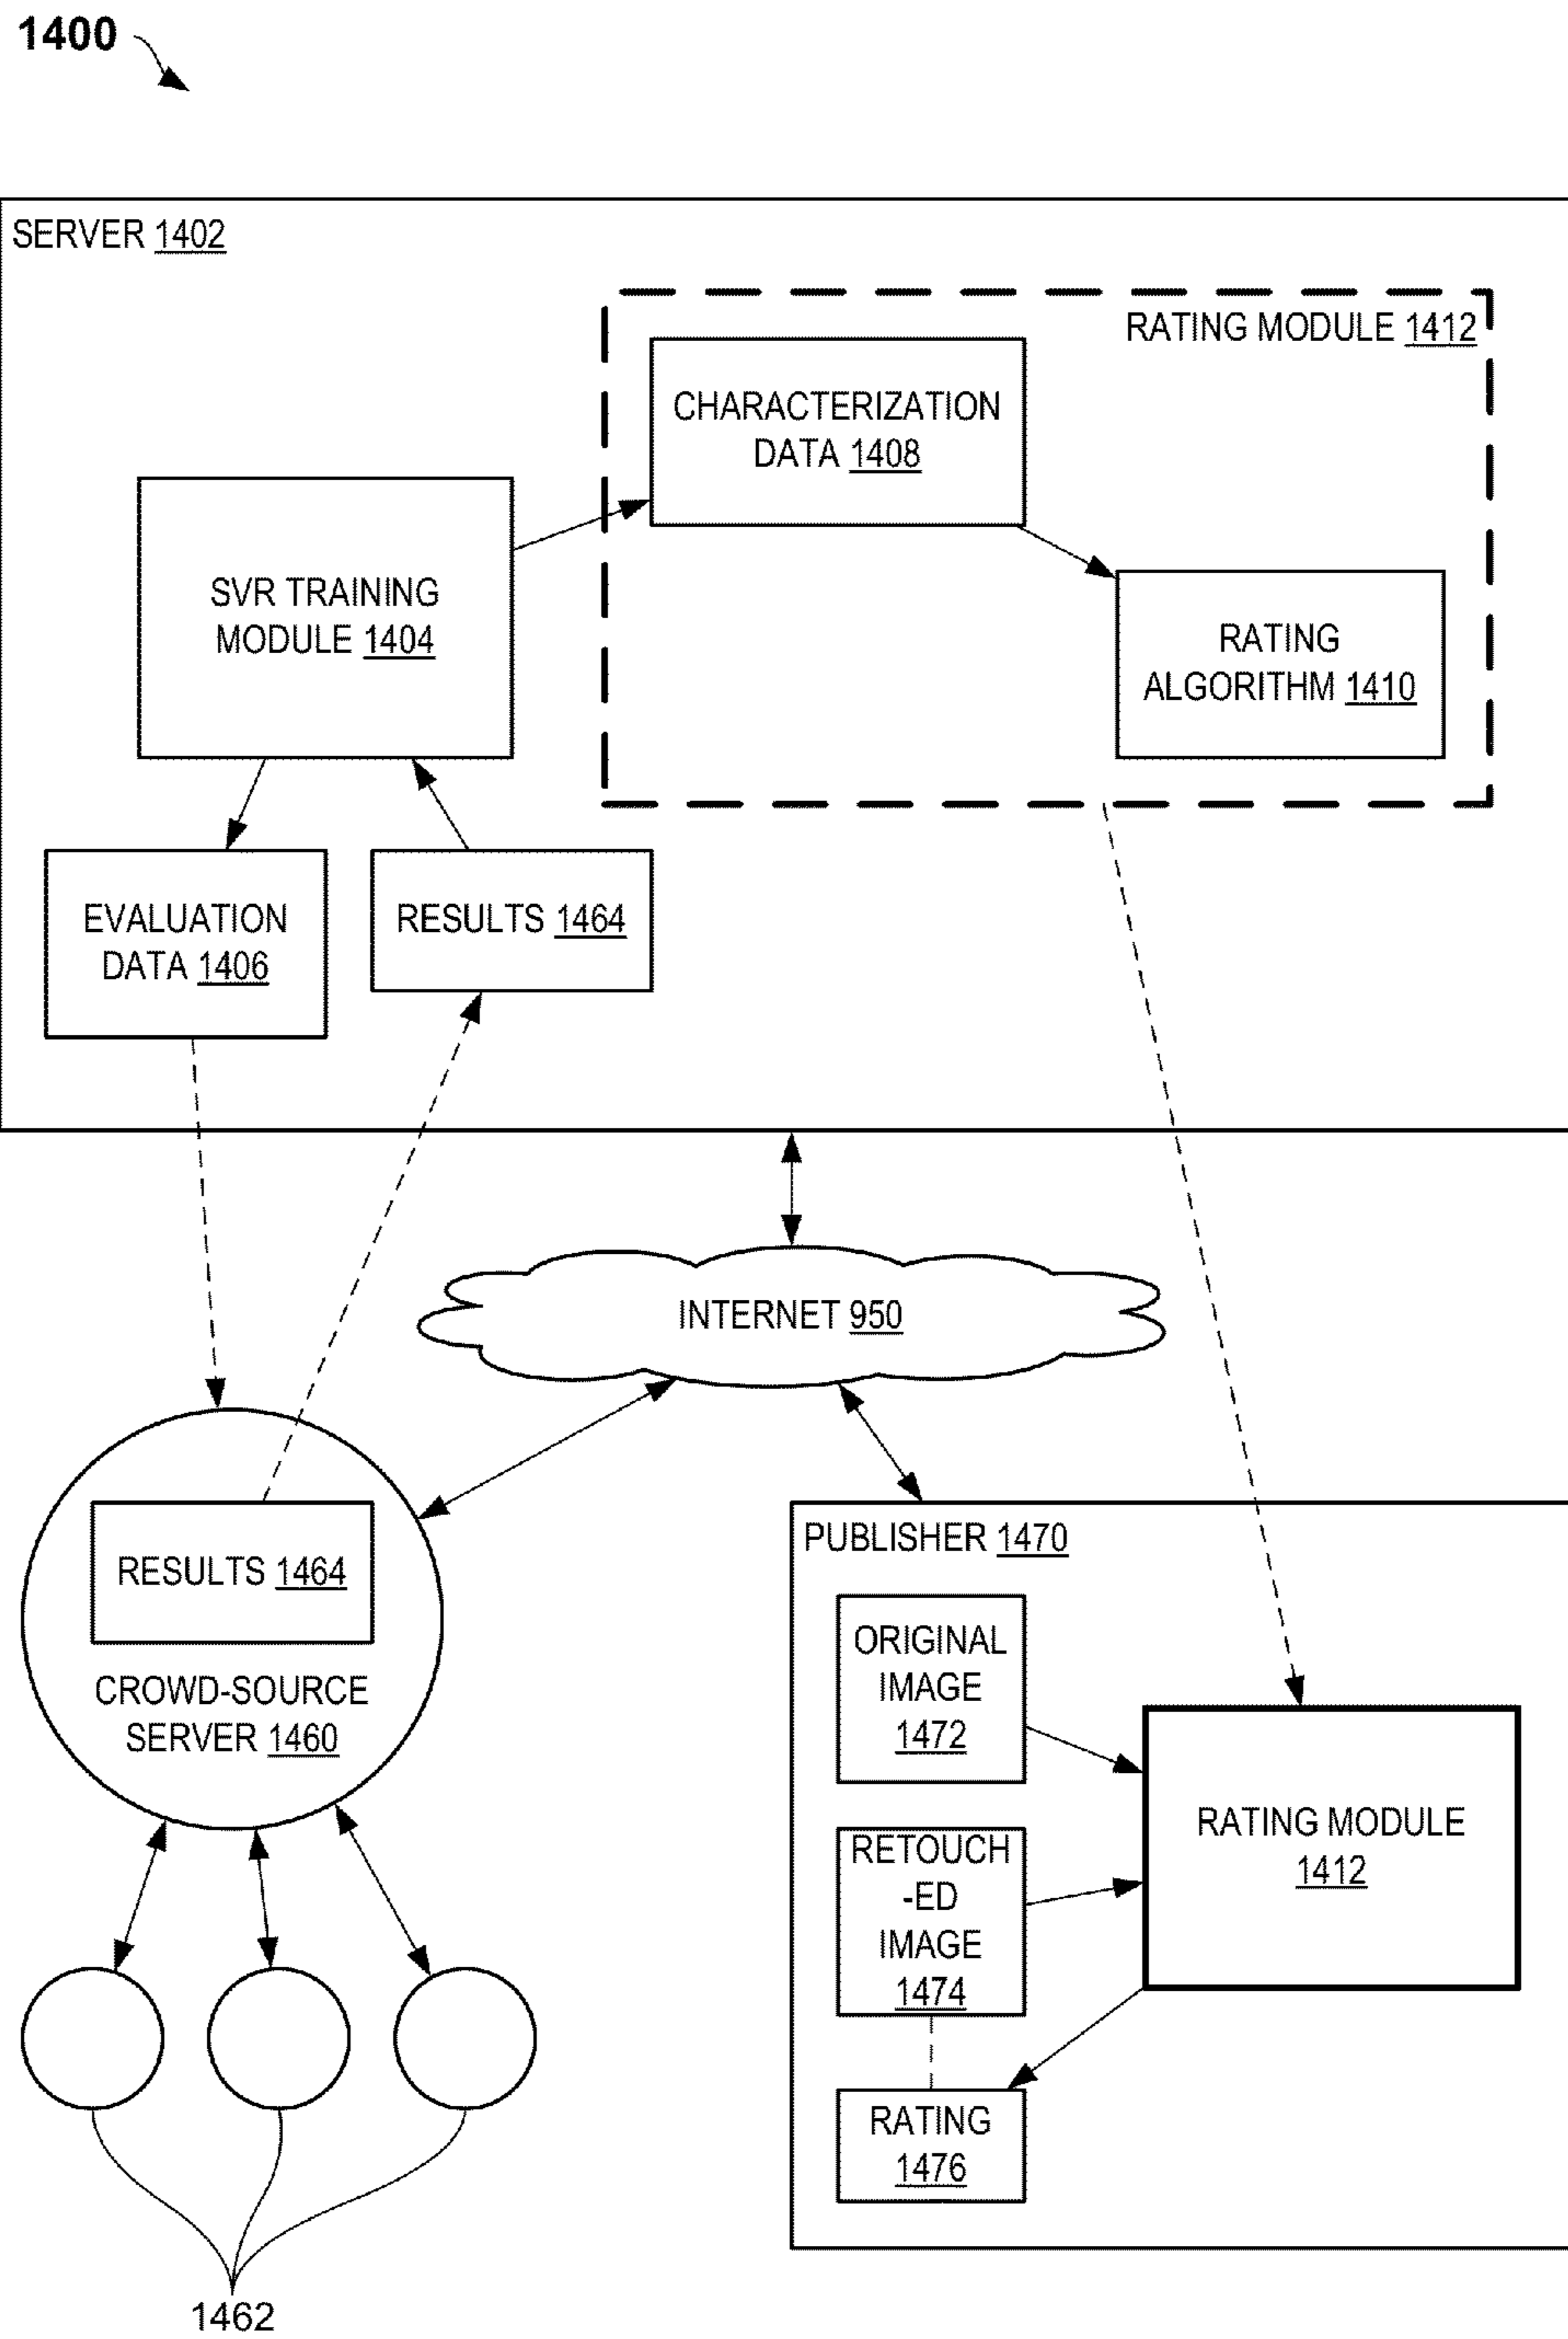 1400
SERVER 1402
RATING MODULE 1412
CHARACTERIZATION
DATA 1408
SVR TRAINING
MODULE 1404
RATING
ALGORITHM 1410
EVALUATION
DATA 1406
RESULTS 1464
INTERNET 950
RESULTS 1464
CROWD-SOURCE
SERVER 1460
PUBLISHER 1470
ORIGINAL
IMAGE
1472
RETOUCH
-ED
IMAGE
1474
RATING MODULE
1412
RATING
1476
1462